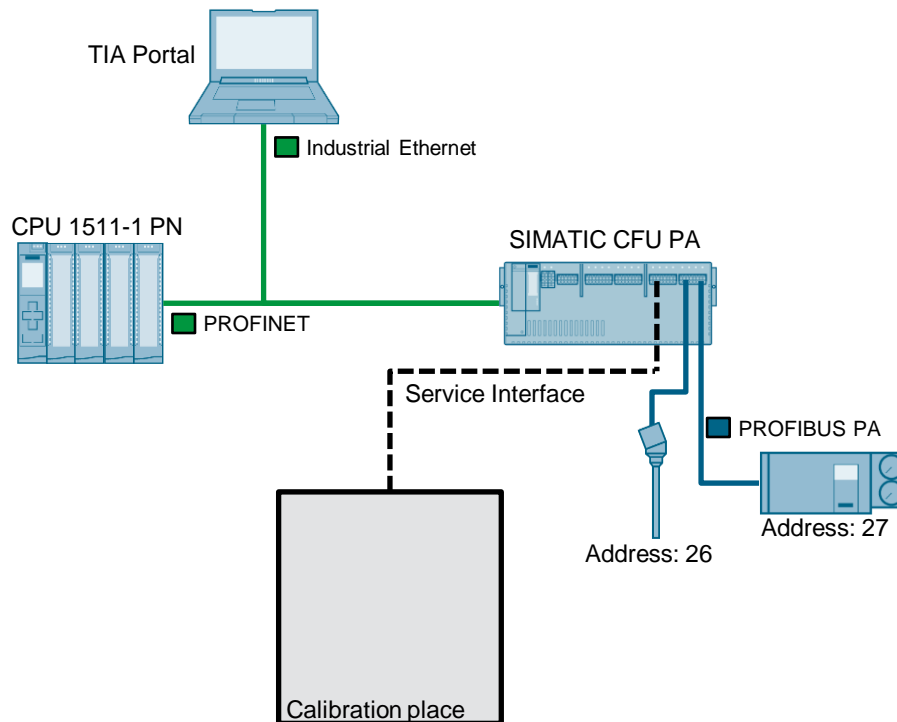 TIA Portal
Industrial Ethernet
CPU 1511-1 PN
SIMATIC CFU PA
PROFINET
Service Interface
PROFIBUS PA
Address: 27
Address: 26
Calibration place